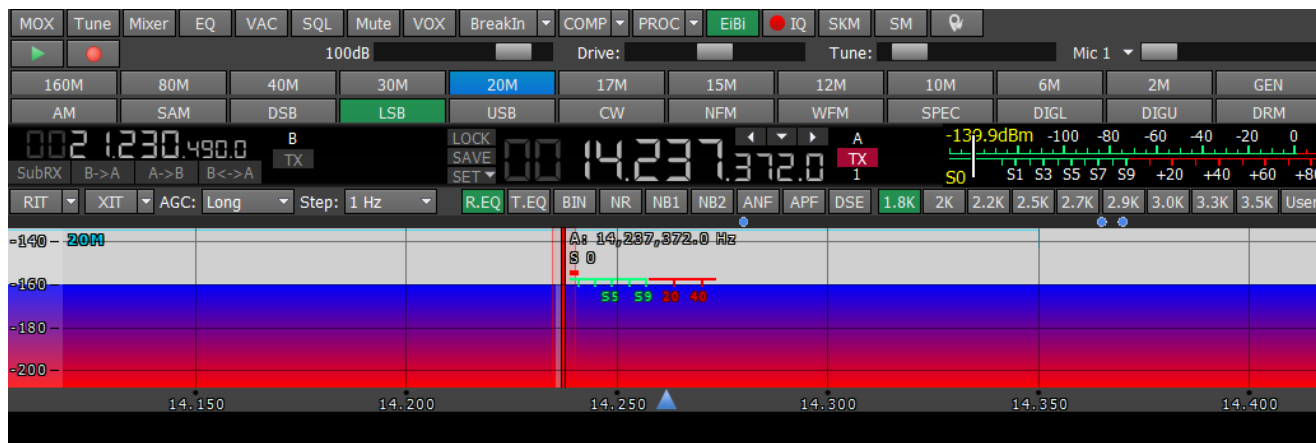 MOX Tune Mixer EQ VAC SQL Mute VOX BreakIn COMP PROC EiBi IQ SKM SM
100dB Drive: Tune: Mic 1
160M 80M 40M 30M 20M 17M 15M 12M 10M 6M 2M GEN
AM SAM DSB LSB USB CW NFM WFM SPEC DIGL DIGU DRM
0021.230.490.0 B TX LOCK SAVE SET 0014.237.372.0 A TX 1 -139.9dBm -100 -80 -60 -40 -20 0
SubRX B->A A->B B<->A S0 S1 S3 S5 S7 S9 +20 +40 +60 +80
RIT XIT AGC: Long Step: 1 Hz R.EQ T.EQ BIN NR NB1 NB2 ANF APF DSE 1.8K 2K 2.2K 2.5K 2.7K 2.9K 3.0K 3.3K 3.5K User
-140 20M A: 14,237,372.0 Hz
S 0
-160
S5 S9 20 40
-180
-200
14.150 14.200 14.250 14.300 14.350 14.400